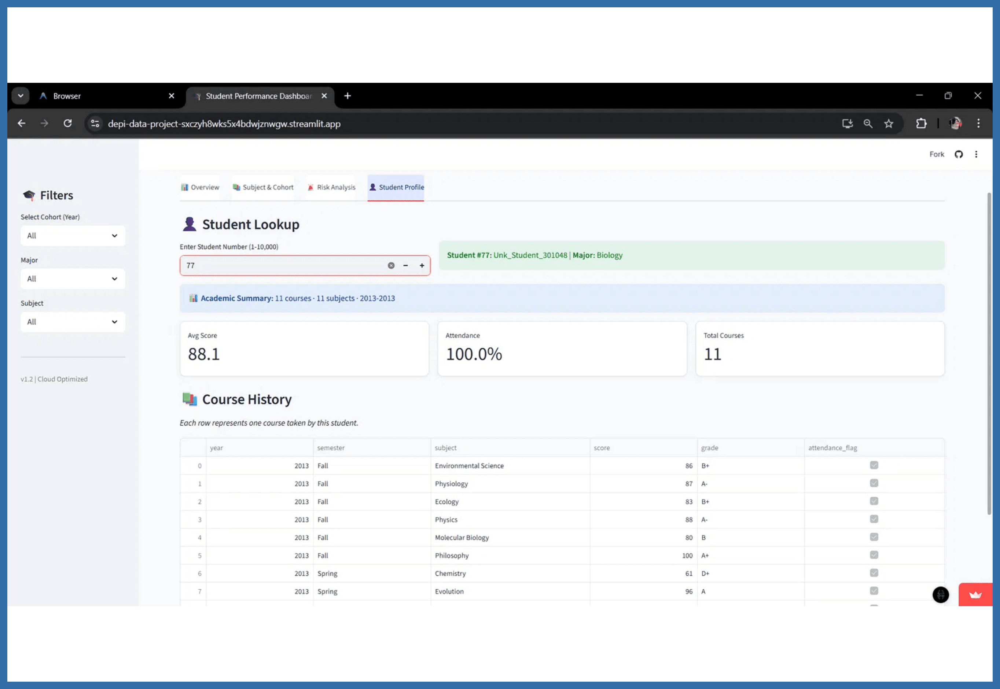 Browser
Student Performance Dashboar
depi-data-project-sxczyh8wks5x4bdwjznwgw.streamlit.app
Fork
Filters
Select Cohort (Year)
All
Major
All
Subject
All
v1.2 | Cloud Optimized
Overview Subject & Cohort Risk Analysis Student Profile
Student Lookup
Enter Student Number (1-10,000)
77
Student #77: Unk_Student_301048 | Major: Biology
Academic Summary: 11 courses · 11 subjects · 2013-2013
Avg Score
88.1
Attendance
100.0%
Total Courses
11
Course History
Each row represents one course taken by this student.
year semester subject score grade attendance_flag
0 2013 Fall Environmental Science 86 B+
1 2013 Fall Physiology 87 A-
2 2013 Fall Ecology 83 B+
3 2013 Fall Physics 88 A-
4 2013 Fall Molecular Biology 80 B
5 2013 Fall Philosophy 100 A+
6 2013 Spring Chemistry 61 D+
7 2013 Spring Evolution 96 A